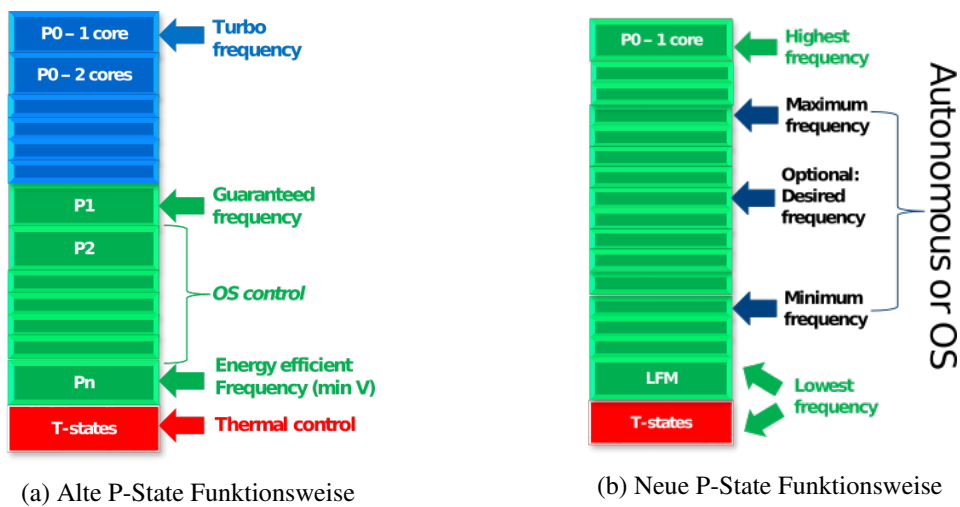 P0 – 1 core
Turbo
frequency
P0 – 2 cores
P1
Guaranteed
frequency
P2
OS control
Pn
Energy efficient
Frequency (min V)
T-states
Thermal control
(a) Alte P-State Funktionsweise
P0 – 1 core
Highest
frequency
Maximum
frequency
Optional:
Desired
frequency
Minimum
frequency
Autonomous or OS
LFM
Lowest
frequency
T-states
(b) Neue P-State Funktionsweise